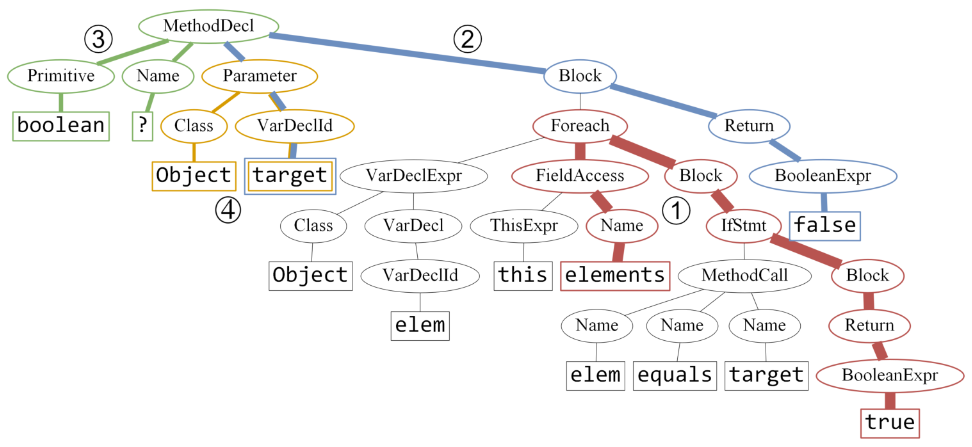 MethodDecl
③ ②
Primitive Name Parameter Block
boolean ? Class VarDeclId Foreach Return
Object target VarDeclExpr FieldAccess Block BooleanExpr
④ ①
Class VarDecl ThisExpr Name IfStmt false
Object VarDeclId this elements MethodCall Block
elem Name Name Name Return
elem equals target BooleanExpr
true